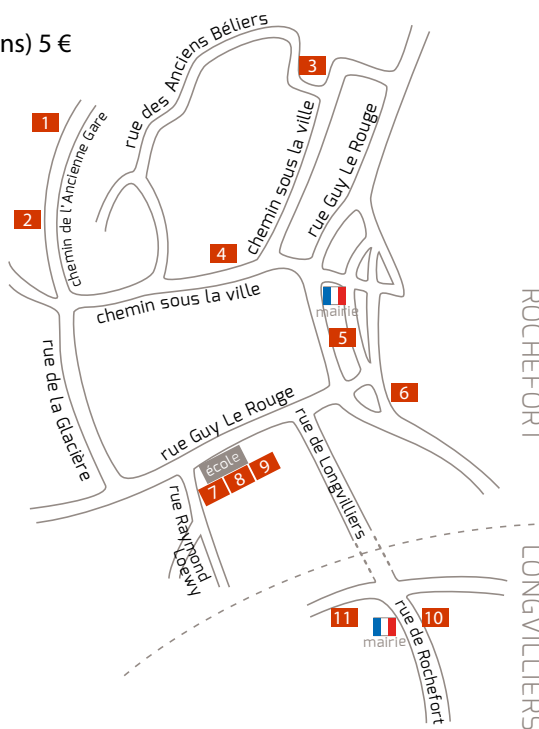 ns) 5 €
rue des Anciens Béliers
3
1
chemin de l'Ancienne Gare
chemin sous la ville
rue Guy Le Rouge
2
4
chemin sous la ville
mairie
5
ROCHEFORT
rue de la Glacière
6
rue Guy Le Rouge
rue de Longvilliers
école
7
8
9
rue Raymond
Loewy
LONGVILLIERS
11
mairie
10
rue de Rochefort